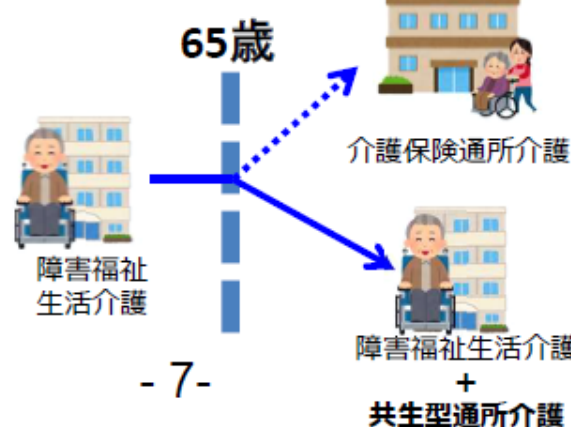 65歳
介護保険通所介護
障害福祉
生活介護
障害福祉生活介護
+
共生型通所介護
- 7-